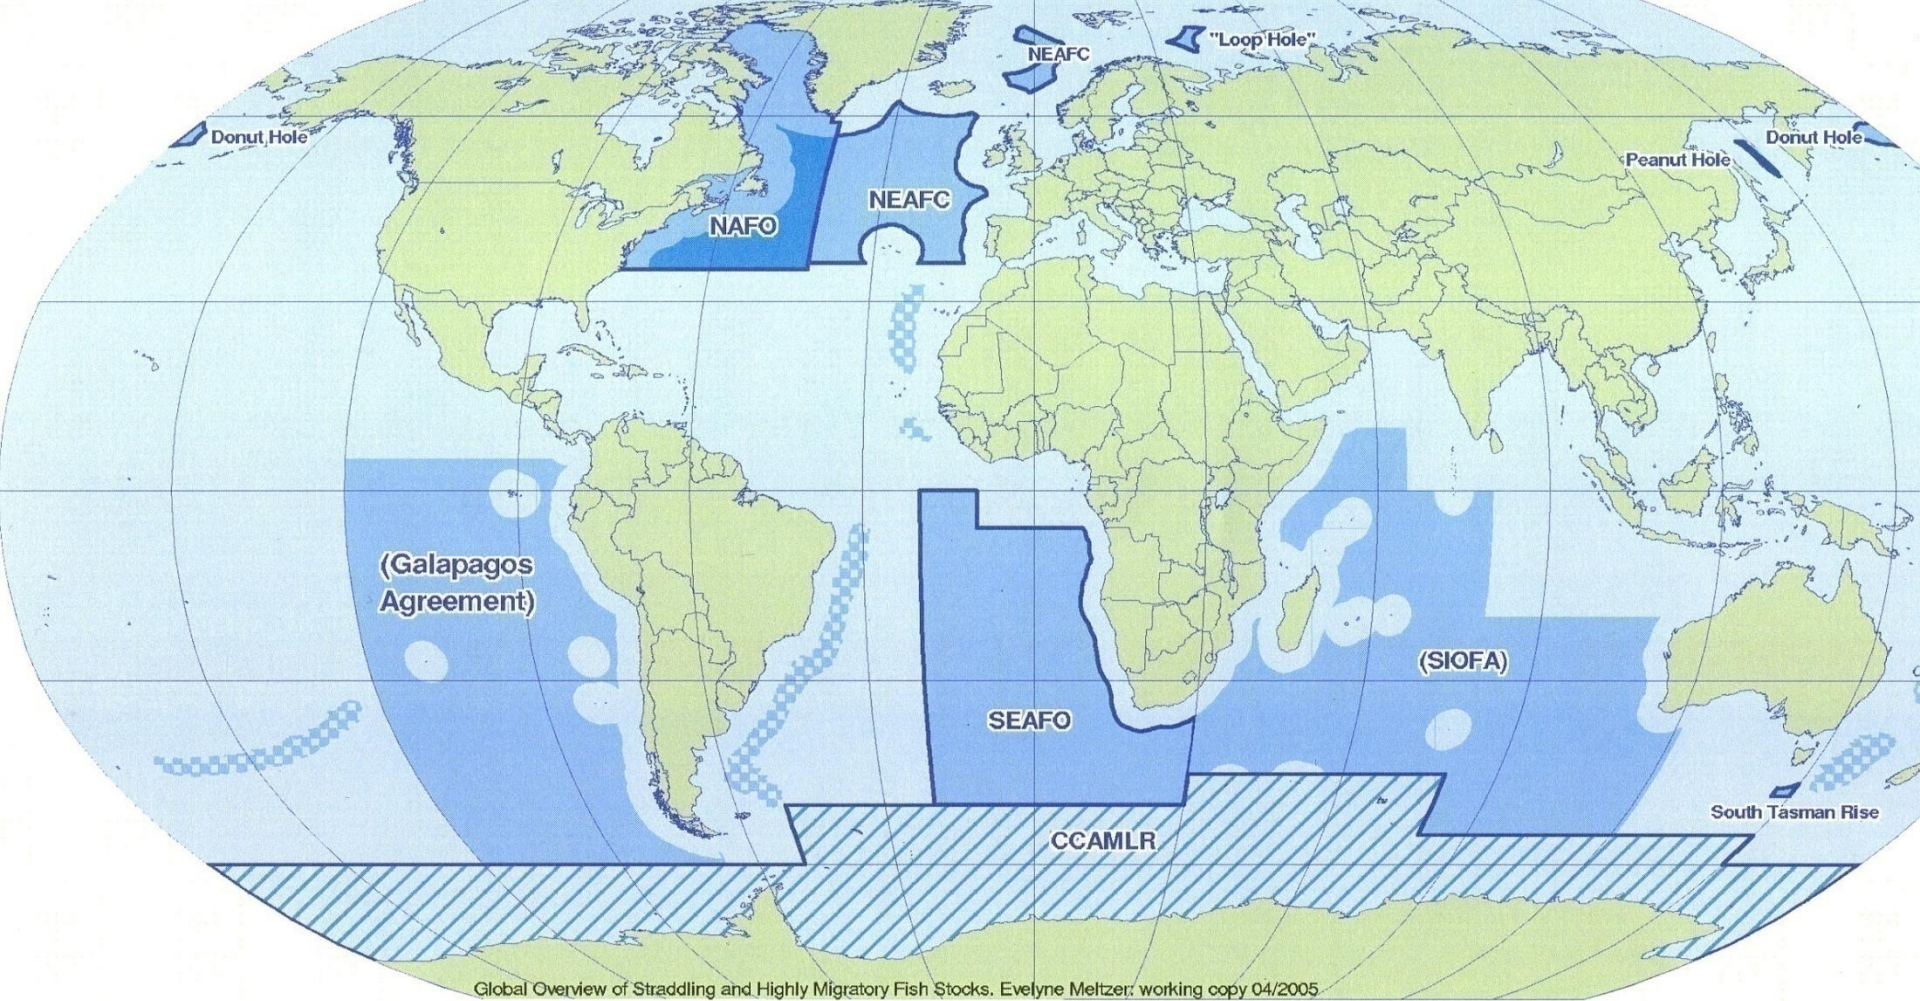 NEAFC
"Loop Hole"
Donut Hole
Donut Hole
Peanut Hole
NEAFC
NAFO
(Galapagos
Agreement)
(SIOFA)
SEAFO
South Tasman Rise
CCAMLR
Global Overview of Straddling and Highly Migratory Fish Stocks. Evelyne Meltzer: working copy 04/2005